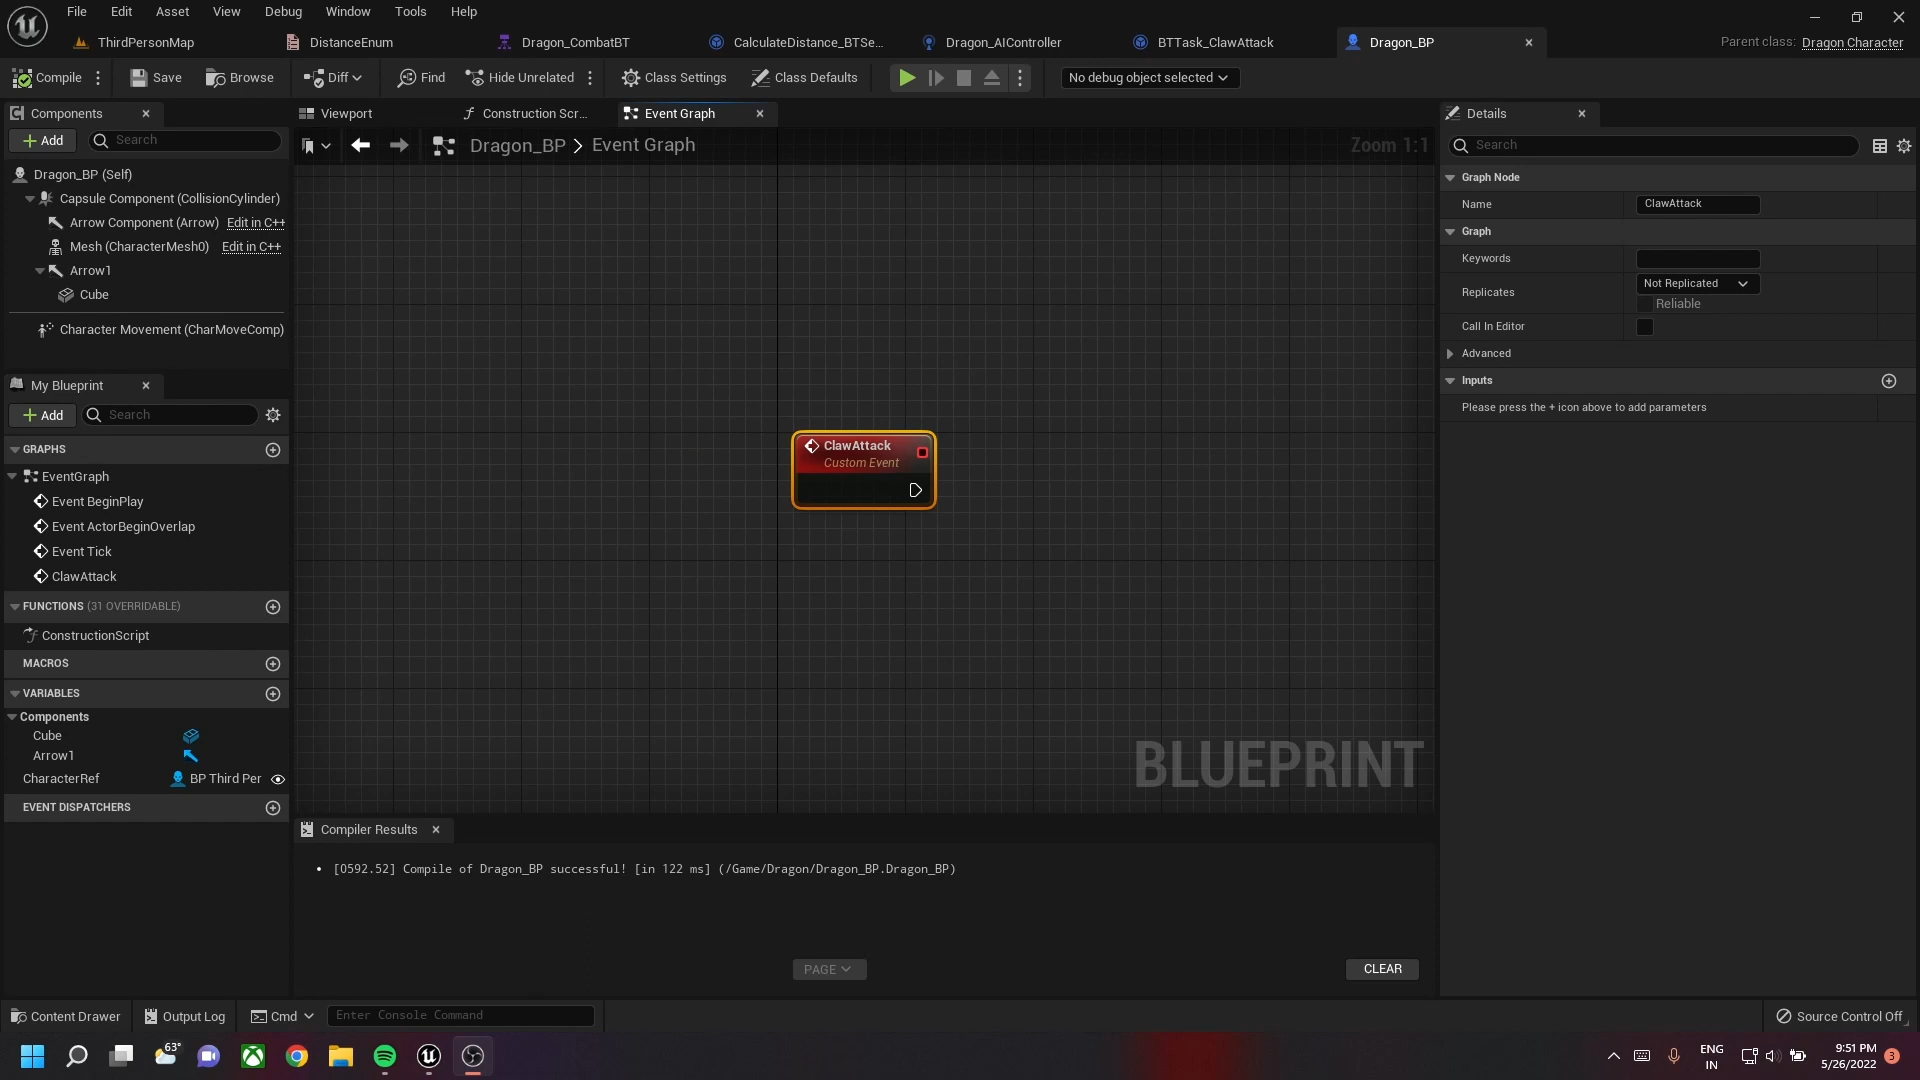 File Edit Asset View Debug Window Tools Help
ThirdPersonMap DistanceEnum Dragon_CombatBT CalculateDistance_BTSe... Dragon_AIController BTTask_ClawAttack Dragon_BP Parent class: Dragon Character
Compile Save Browse Diff Find Hide Unrelated Class Settings Class Defaults No debug object selected
Components Viewport Construction Scr... Event Graph Details
Add Search
Dragon_BP > Event Graph Zoom 1:1
Search
Dragon_BP (Self)
Capsule Component (CollisionCylinder)
Arrow Component (Arrow) Edit in C++
Mesh (CharacterMesh0) Edit in C++
Arrow1
Cube
Character Movement (CharMoveComp)
My Blueprint
Add Search
GRAPHS
EventGraph
Event BeginPlay
Event ActorBeginOverlap
Event Tick
ClawAttack
FUNCTIONS (31 OVERRIDABLE)
ConstructionScript
MACROS
VARIABLES
Components
Cube
Arrow1
CharacterRef BP Third Per
EVENT DISPATCHERS
ClawAttack
Custom Event
BLUEPRINT
Graph Node
Name ClawAttack
Graph
Keywords
Replicates Not Replicated
Reliable
Call In Editor
Advanced
Inputs
Please press the + icon above to add parameters
Compiler Results
• [0592.52] Compile of Dragon_BP successful! [in 122 ms] (/Game/Dragon/Dragon_BP.Dragon_BP)
PAGE CLEAR
Content Drawer Output Log Cmd Enter Console Command Source Control Off
63°
ENG
IN
9:51 PM
5/26/2022
3